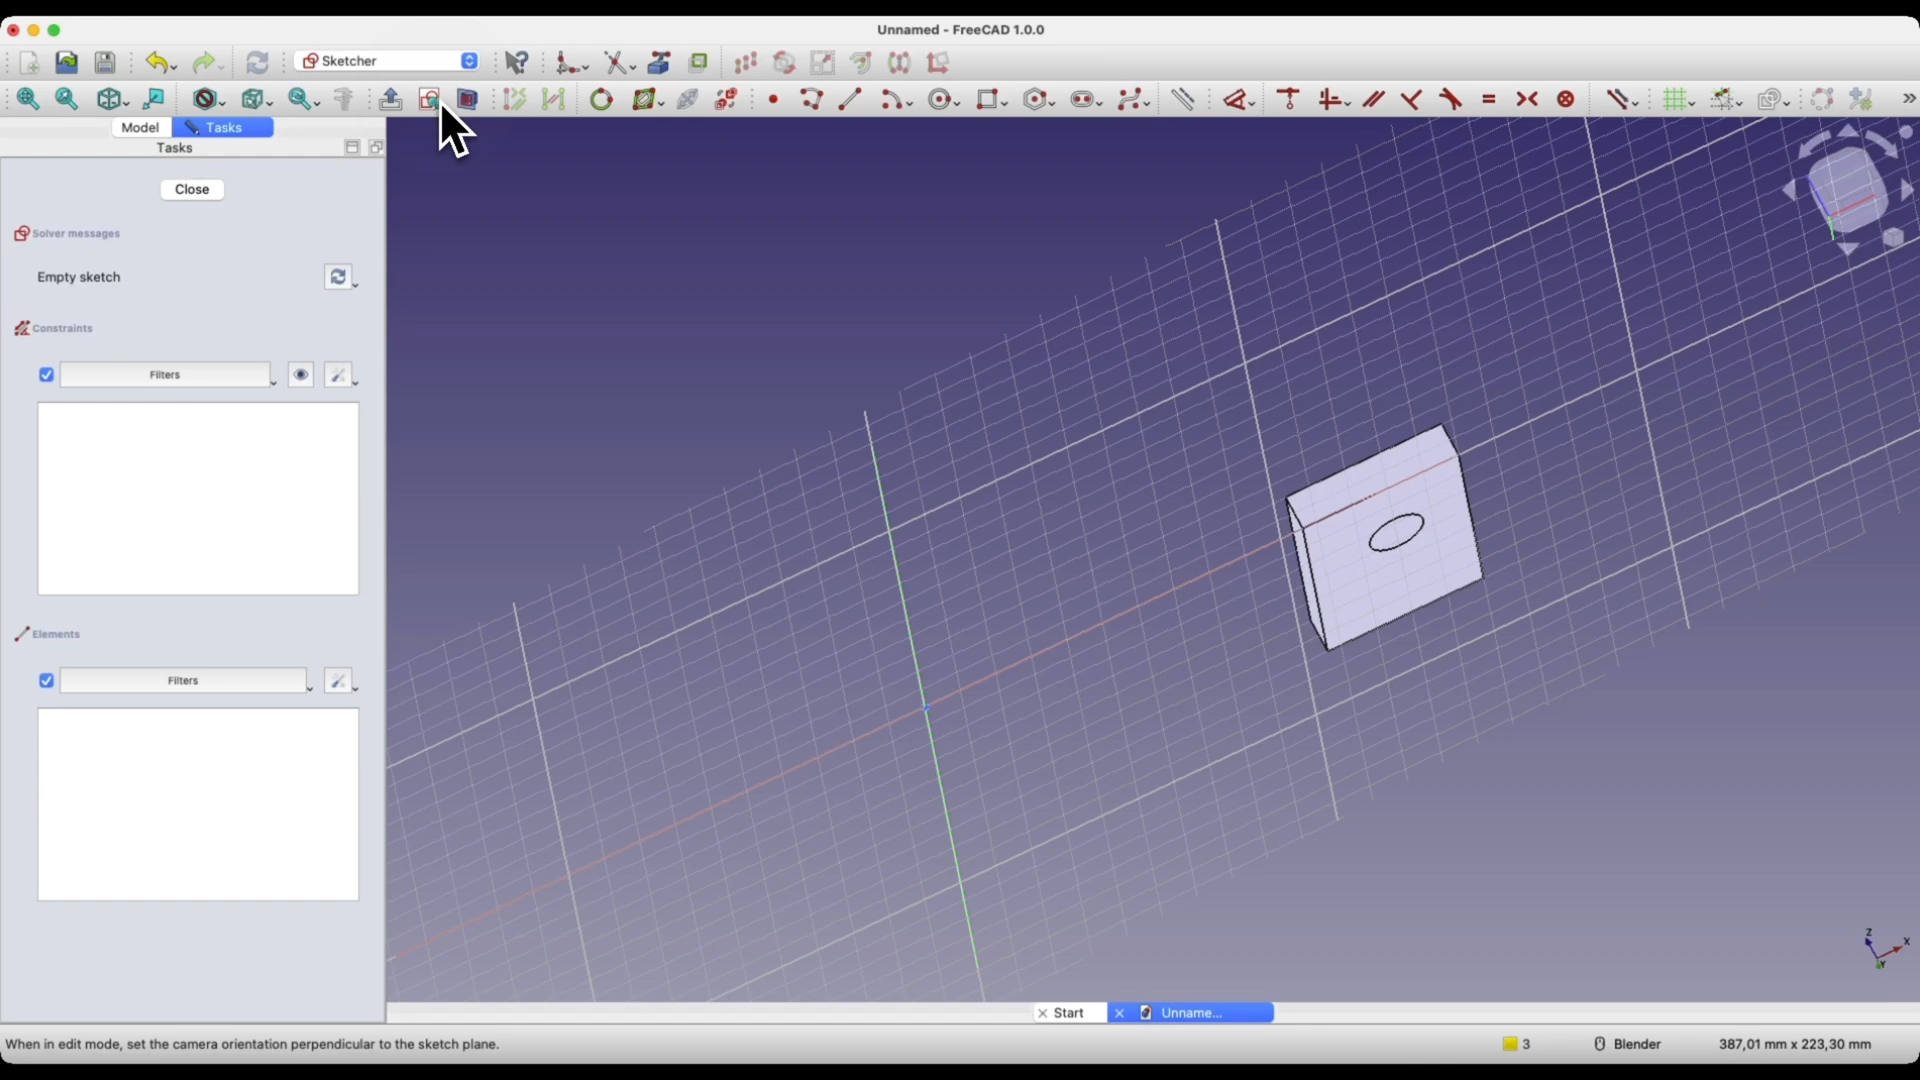 Unnamed - FreeCAD 1.0.0
Sketcher
»
Model
Tasks
Tasks
Close
Solver messages
Empty sketch
Constraints
Filters
Elements
Filters
Z
X
Y
Start
Unname...
When in edit mode, set the camera orientation perpendicular to the sketch plane.
3
Blender
387,01 mm x 223,30 mm